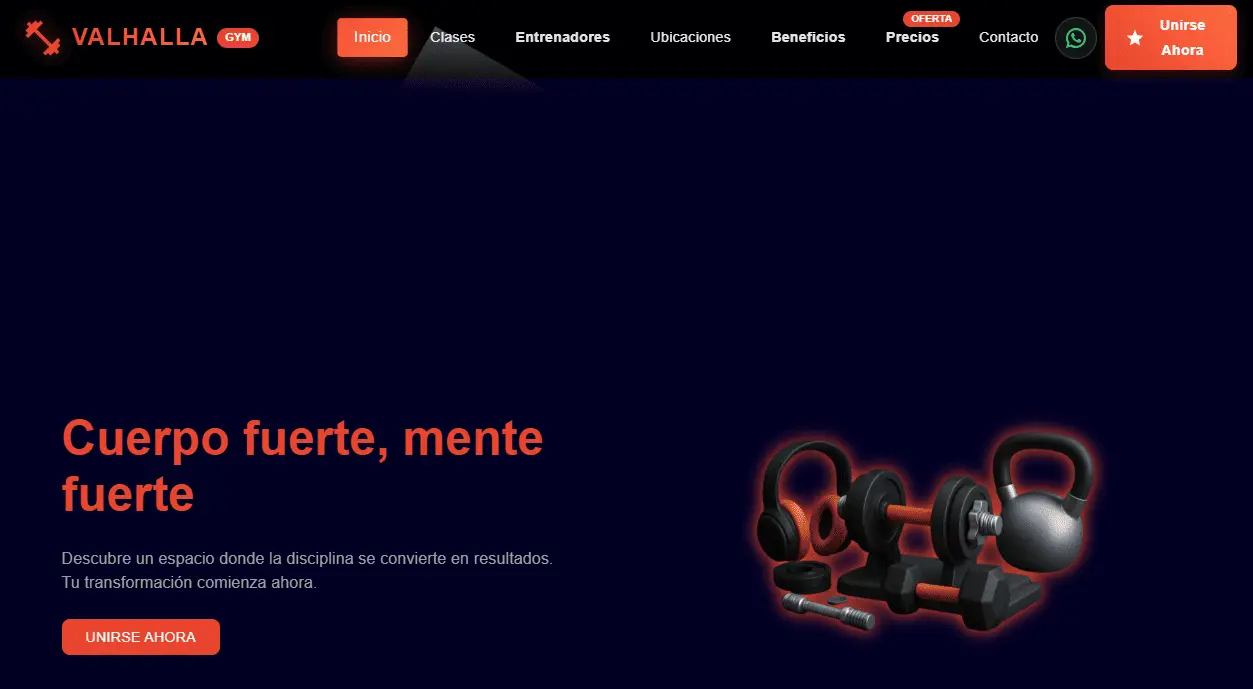 VALHALLA GYM
Inicio
Clases
Entrenadores
Ubicaciones
Beneficios
OFERTA
Precios
Contacto
Unirse
Ahora
Cuerpo fuerte, mente
fuerte
Descubre un espacio donde la disciplina se convierte en resultados.
Tu transformación comienza ahora.
UNIRSE AHORA